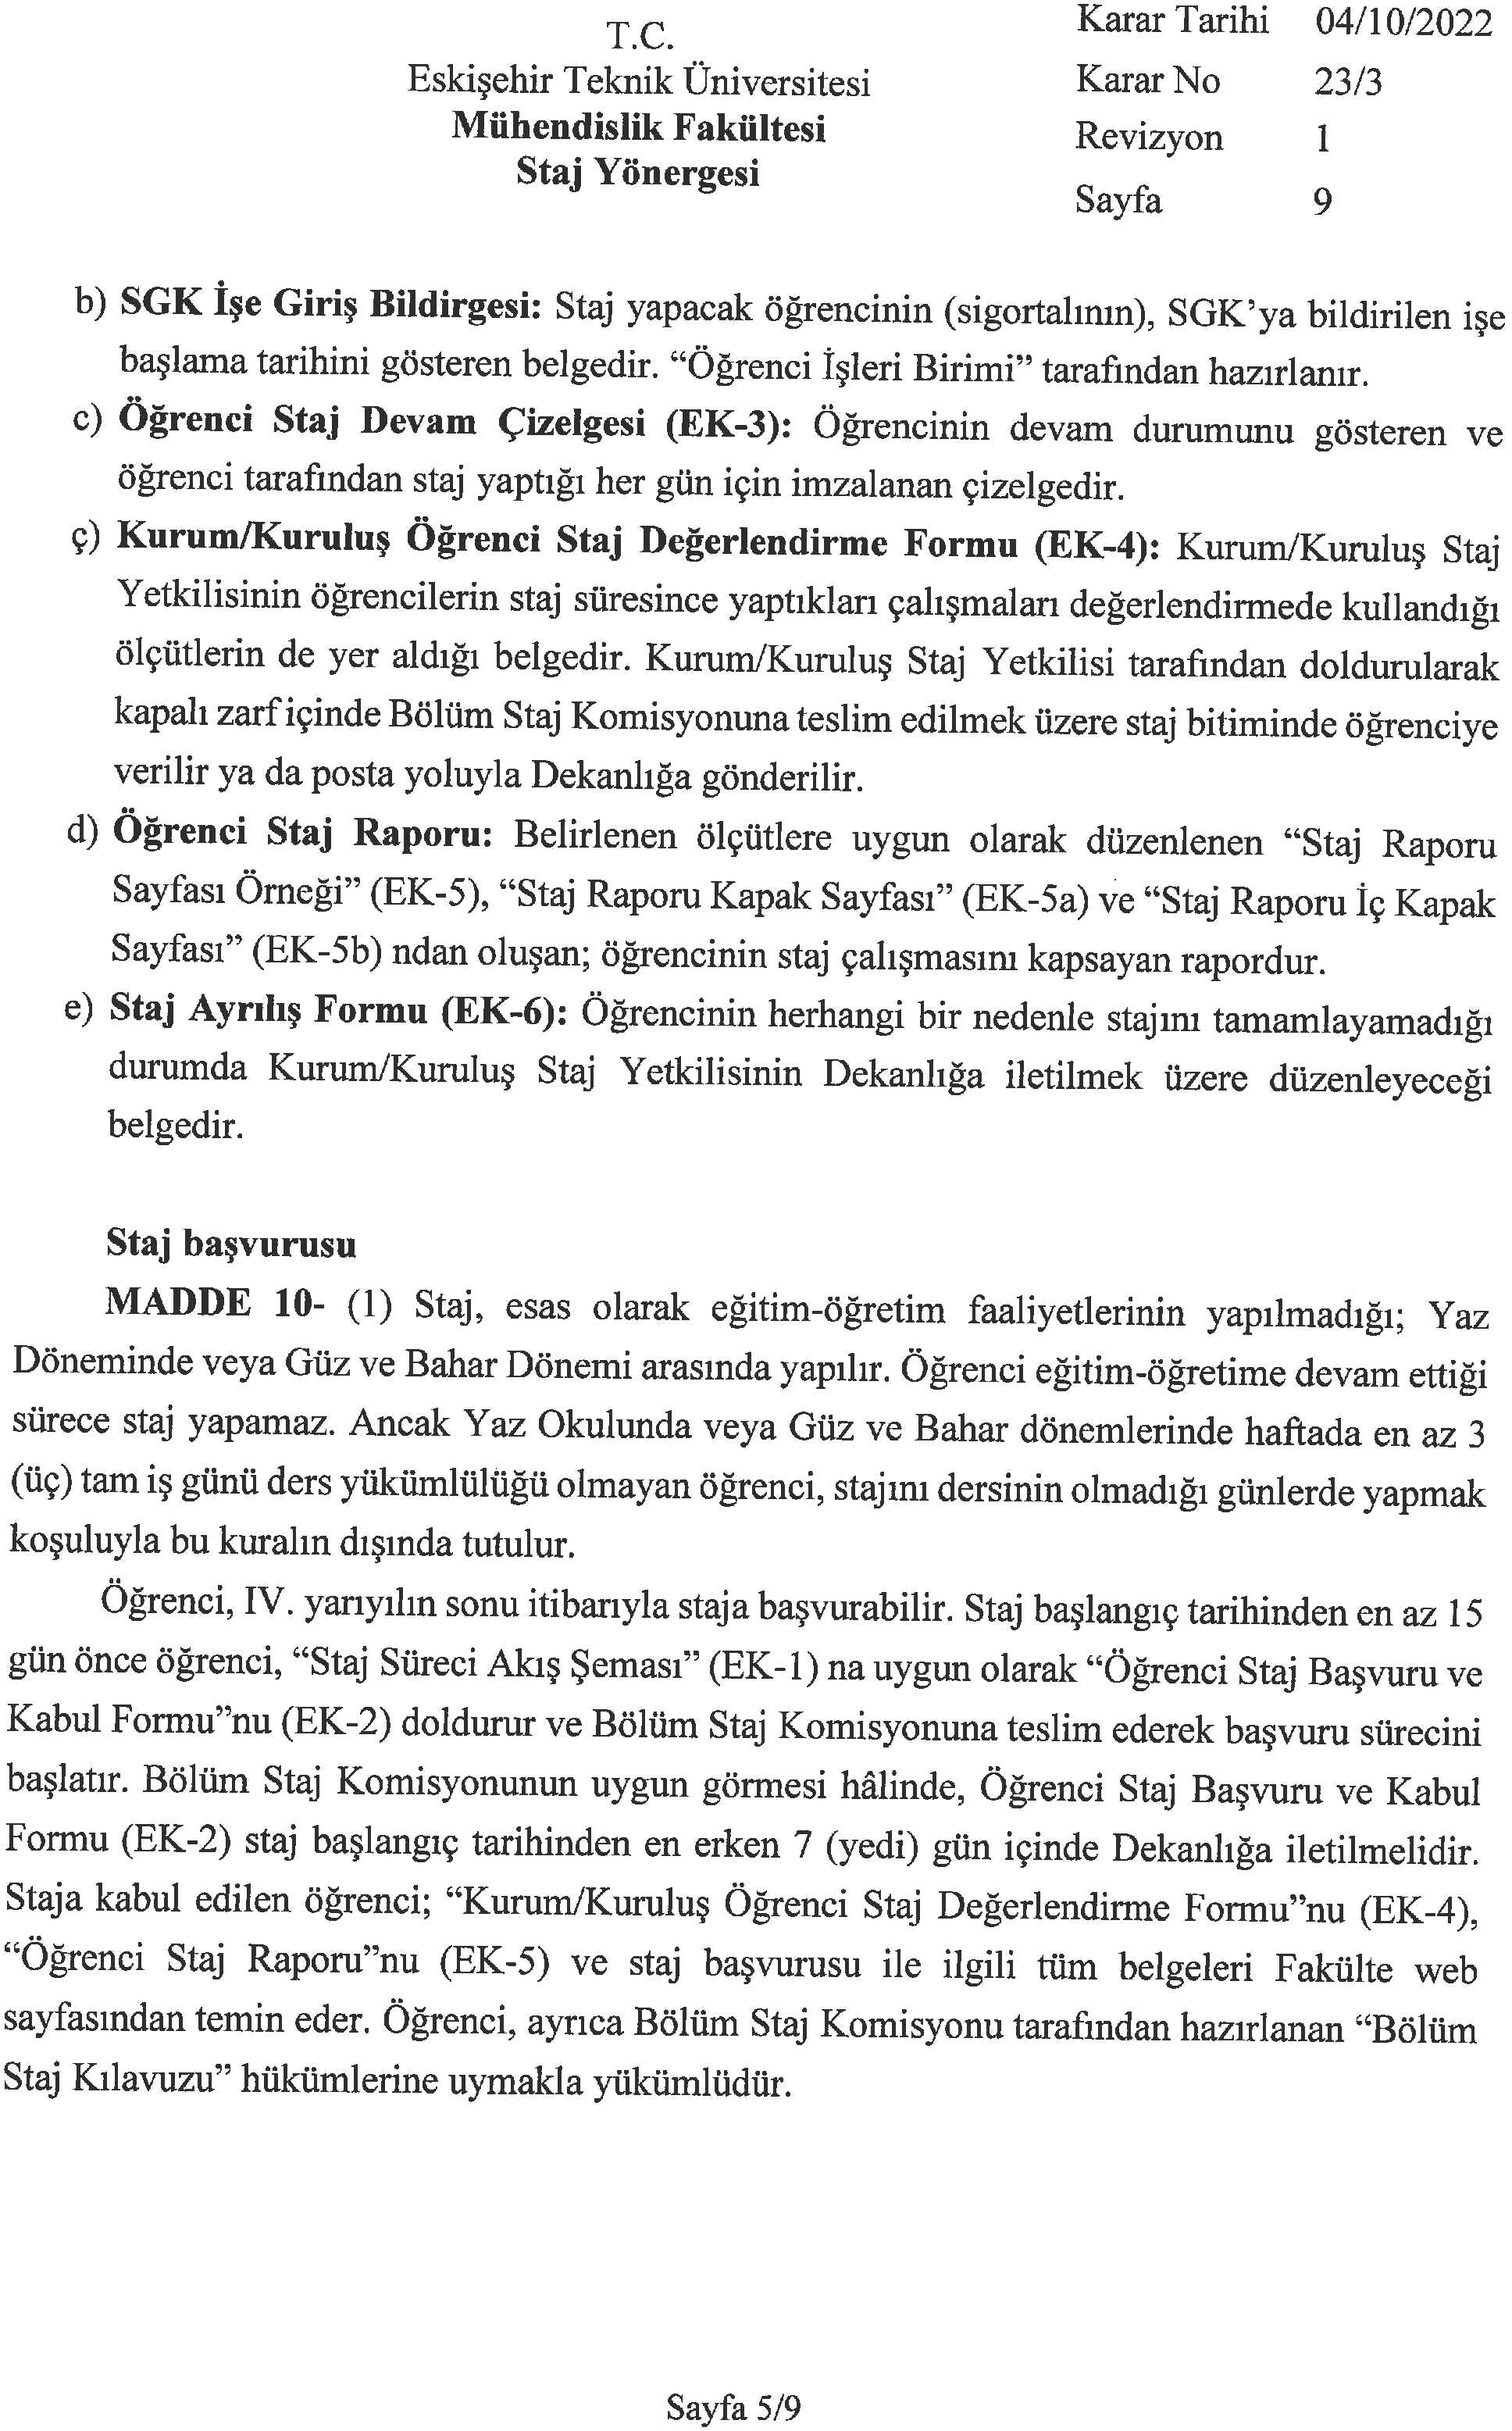 T.C.
Eskişehir Teknik Üniversitesi
Mühendislik Fakültesi
Staj Yönergesi
Karar Tarihi 04/10/2022
Karar No 23/3
Revizyon 1
Sayfa 9
b) SGK İşe Giriş Bildirgesi: Staj yapacak öğrencinin (sigortalının), SGK'ya bildirilen işe
başlama tarihini gösteren belgedir. “Öğrenci İşleri Birimi” tarafından hazırlanır.
c) Öğrenci Staj Devam Çizelgesi (EK-3): Öğrencinin devam durumunu gösteren ve
öğrenci tarafından staj yaptığı her gün için imzalanan çizelgedir.
ç) Kurum/Kuruluş Öğrenci Staj Değerlendirme Formu (EK-4): Kurum/Kuruluş Staj
Yetkilisinin öğrencilerin staj süresince yaptıkları çalışmaları değerlendirmede kullandığı
ölçütlerin de yer aldığı belgedir. Kurum/Kuruluş Staj Yetkilisi tarafından doldurularak
kapalı zarf içinde Bölüm Staj Komisyonuna teslim edilmek üzere staj bitiminde öğrenciye
verilir ya da posta yoluyla Dekanlığa gönderilir.
d) Öğrenci Staj Raporu: Belirlenen ölçütlere uygun olarak düzenlenen “Staj Raporu
Sayfası Örneği” (EK-5), “Staj Raporu Kapak Sayfası” (EK-5a) ve “Staj Raporu İç Kapak
Sayfası” (EK-5b) ndan oluşan; öğrencinin staj çalışmasını kapsayan rapordur.
e) Staj Ayrılış Formu (EK-6): Öğrencinin herhangi bir nedenle stajını tamamlayamadığı
durumda Kurum/Kuruluş Staj Yetkilisinin Dekanlığa iletilmek üzere düzenleyeceği
belgedir.
Staj başvurusu
MADDE 10- (1) Staj, esas olarak eğitim-öğretim faaliyetlerinin yapılmadığı; Yaz
Döneminde veya Güz ve Bahar Dönemi arasında yapılır. Öğrenci eğitim-öğretime devam ettiği
sürece staj yapamaz. Ancak Yaz Okulunda veya Güz ve Bahar dönemlerinde haftada en az 3
(üç) tam iş günü ders yükümlülüğü olmayan öğrenci, stajını dersinin olmadığı günlerde yapmak
koşuluyla bu kuralın dışında tutulur.
Öğrenci, IV. yarıyılın sonu itibarıyla staja başvurabilir. Staj başlangıç tarihinden en az 15
gün önce öğrenci, “Staj Süreci Akış Şeması” (EK-1) na uygun olarak “Öğrenci Staj Başvuru ve
Kabul Formu”nu (EK-2) doldurur ve Bölüm Staj Komisyonuna teslim ederek başvuru sürecini
başlatır. Bölüm Staj Komisyonunun uygun görmesi hâlinde, Öğrenci Staj Başvuru ve Kabul
Formu (EK-2) staj başlangıç tarihinden en erken 7 (yedi) gün içinde Dekanlığa iletilmelidir.
Staja kabul edilen öğrenci; “Kurum/Kuruluş Öğrenci Staj Değerlendirme Formu”nu (EK-4),
“Öğrenci Staj Raporu”nu (EK-5) ve staj başvurusu ile ilgili tüm belgeleri Fakülte web
sayfasından temin eder. Öğrenci, ayrıca Bölüm Staj Komisyonu tarafından hazırlanan “Bölüm
Staj Kılavuzu” hükümlerine uymakla yükümlüdür.
Sayfa 5/9